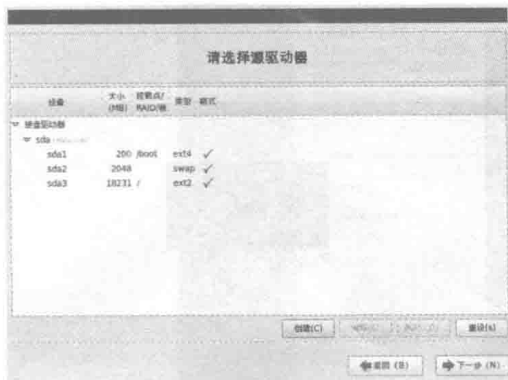 请选择源驱动器
设备 大小 (MB) 挂载点/ RAID/卷 类型 格式
硬盘驱动器
sda
sda1 200 /boot ext4 ✓
sda2 2048 swap ✓
sda3 18231 / ext2 ✓
创建(C) 重设(s)
返回 (B) 下一步 (N)